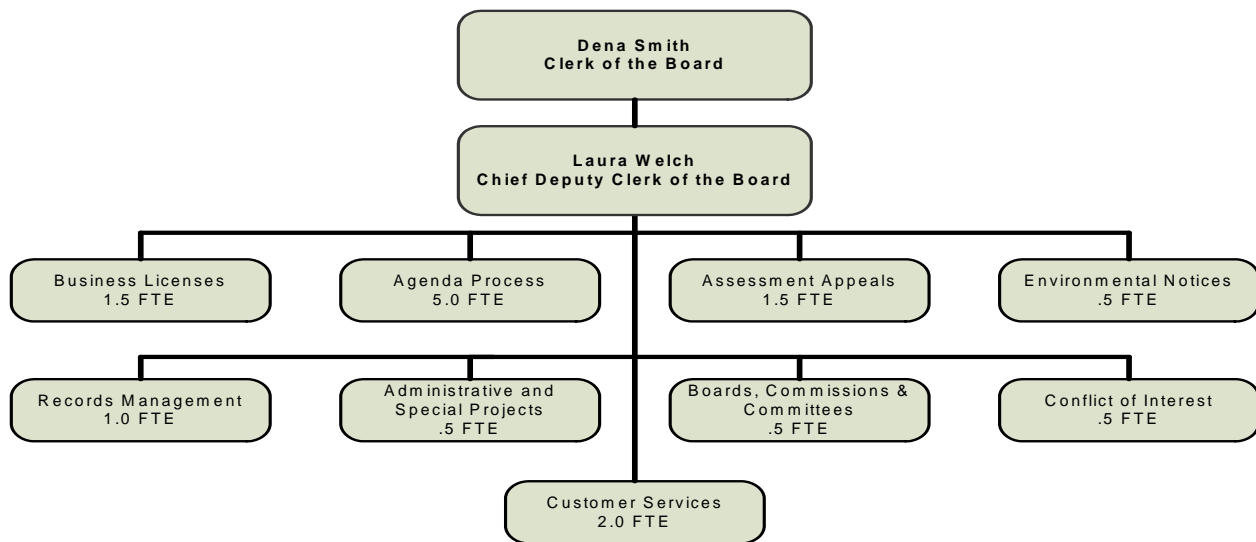 Dena Smith
Clerk of the Board
Laura Welch
Chief Deputy Clerk of the Board
Business Licenses
1.5 FTE
Agenda Process
5.0 FTE
Assessment Appeals
1.5 FTE
Environmental Notices
.5 FTE
Records Management
1.0 FTE
Administrative and
Special Projects
.5 FTE
Boards, Commissions &
Committees
.5 FTE
Conflict of Interest
.5 FTE
Customer Services
2.0 FTE